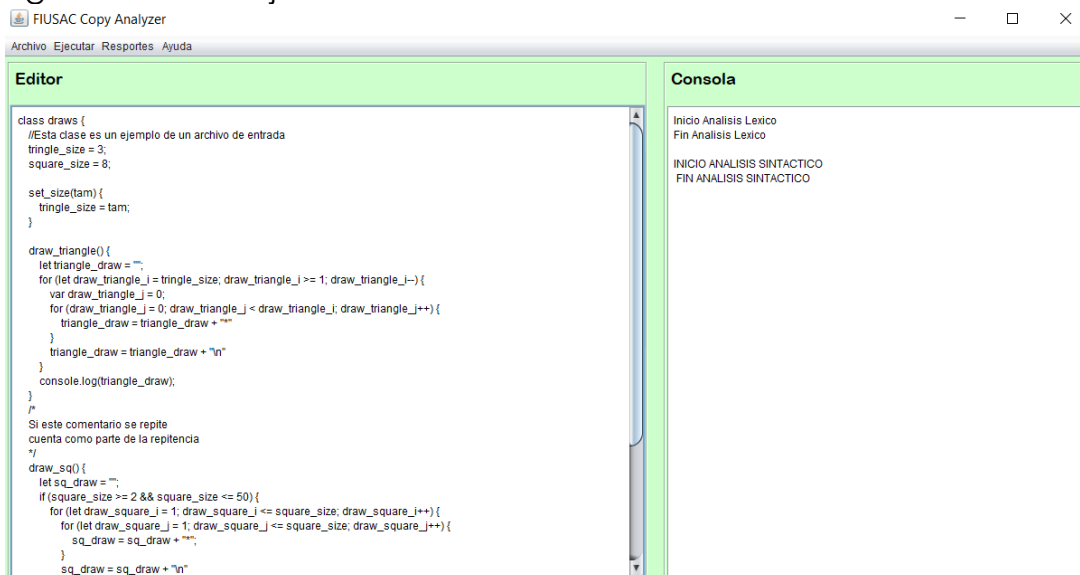 FIUSAC Copy Analyzer
Archivo Ejecutar Resportes Ayuda
Editor
class draws {
//Esta clase es un ejemplo de un archivo de entrada
tringle_size = 3;
square_size = 8;
set_size(tam) {
tringle_size = tam;
}
draw_triangle() {
let triangle_draw = "";
for (let draw_triangle_i = tringle_size; draw_triangle_i >= 1; draw_triangle_i--) {
var draw_triangle_j = 0;
for (draw_triangle_j = 0; draw_triangle_j < draw_triangle_i; draw_triangle_j++) {
triangle_draw = triangle_draw + "*"
}
triangle_draw = triangle_draw + "\n"
}
console.log(triangle_draw);
}
/*
Si este comentario se repite
cuenta como parte de la repitencia
*/
draw_sq() {
let sq_draw = "";
if (square_size >= 2 && square_size <= 50) {
for (let draw_square_i = 1; draw_square_i <= square_size; draw_square_i++) {
for (let draw_square_j = 1; draw_square_j <= square_size; draw_square_j++) {
sq_draw = sq_draw + "*";
}
sq_draw = sq_draw + "\n"
Consola
Inicio Analisis Lexico
Fin Analisis Lexico
INICIO ANALISIS SINTACTICO
FIN ANALISIS SINTACTICO